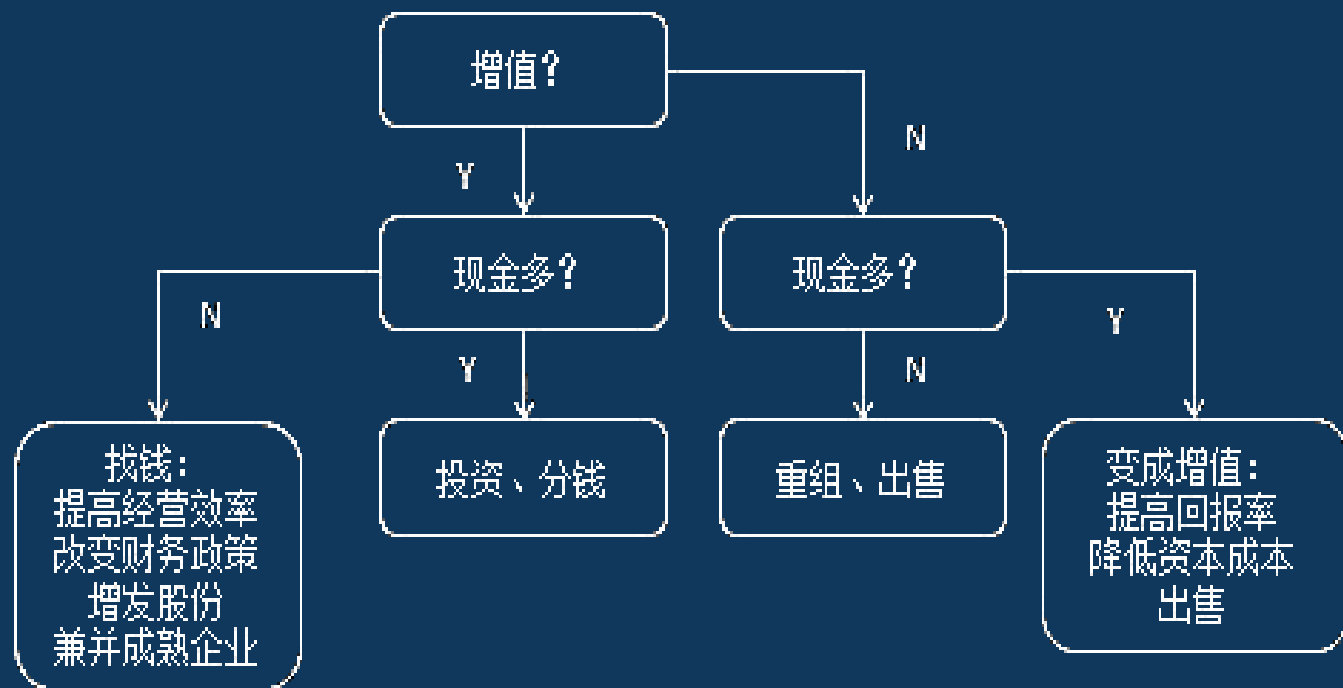 增值?
Y
N
现金多?
现金多?
N
Y
N
Y
找钱:
提高经营效率
改变财务政策
增发股份
兼并成熟企业
投资、分钱
重组、出售
变成增值:
提高回报率
降低资本成本
出售